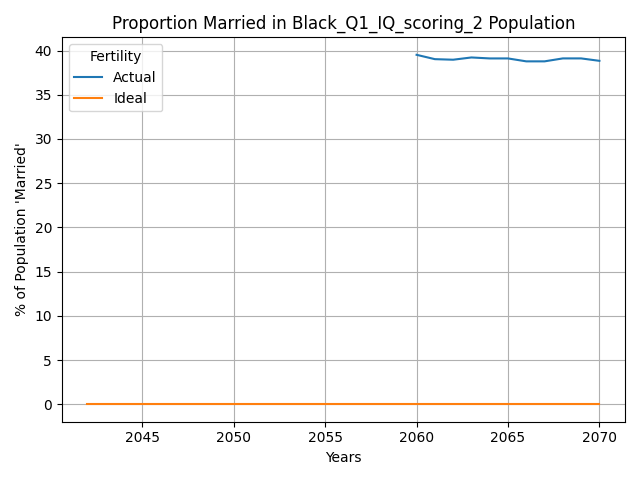 Proportion Married in Black_Q1_IQ_scoring_2 Population
Fertility
Actual
Ideal
% of Population 'Married'
40
35
30
25
20
15
10
5
0
2045 2050 2055 2060 2065 2070
Years